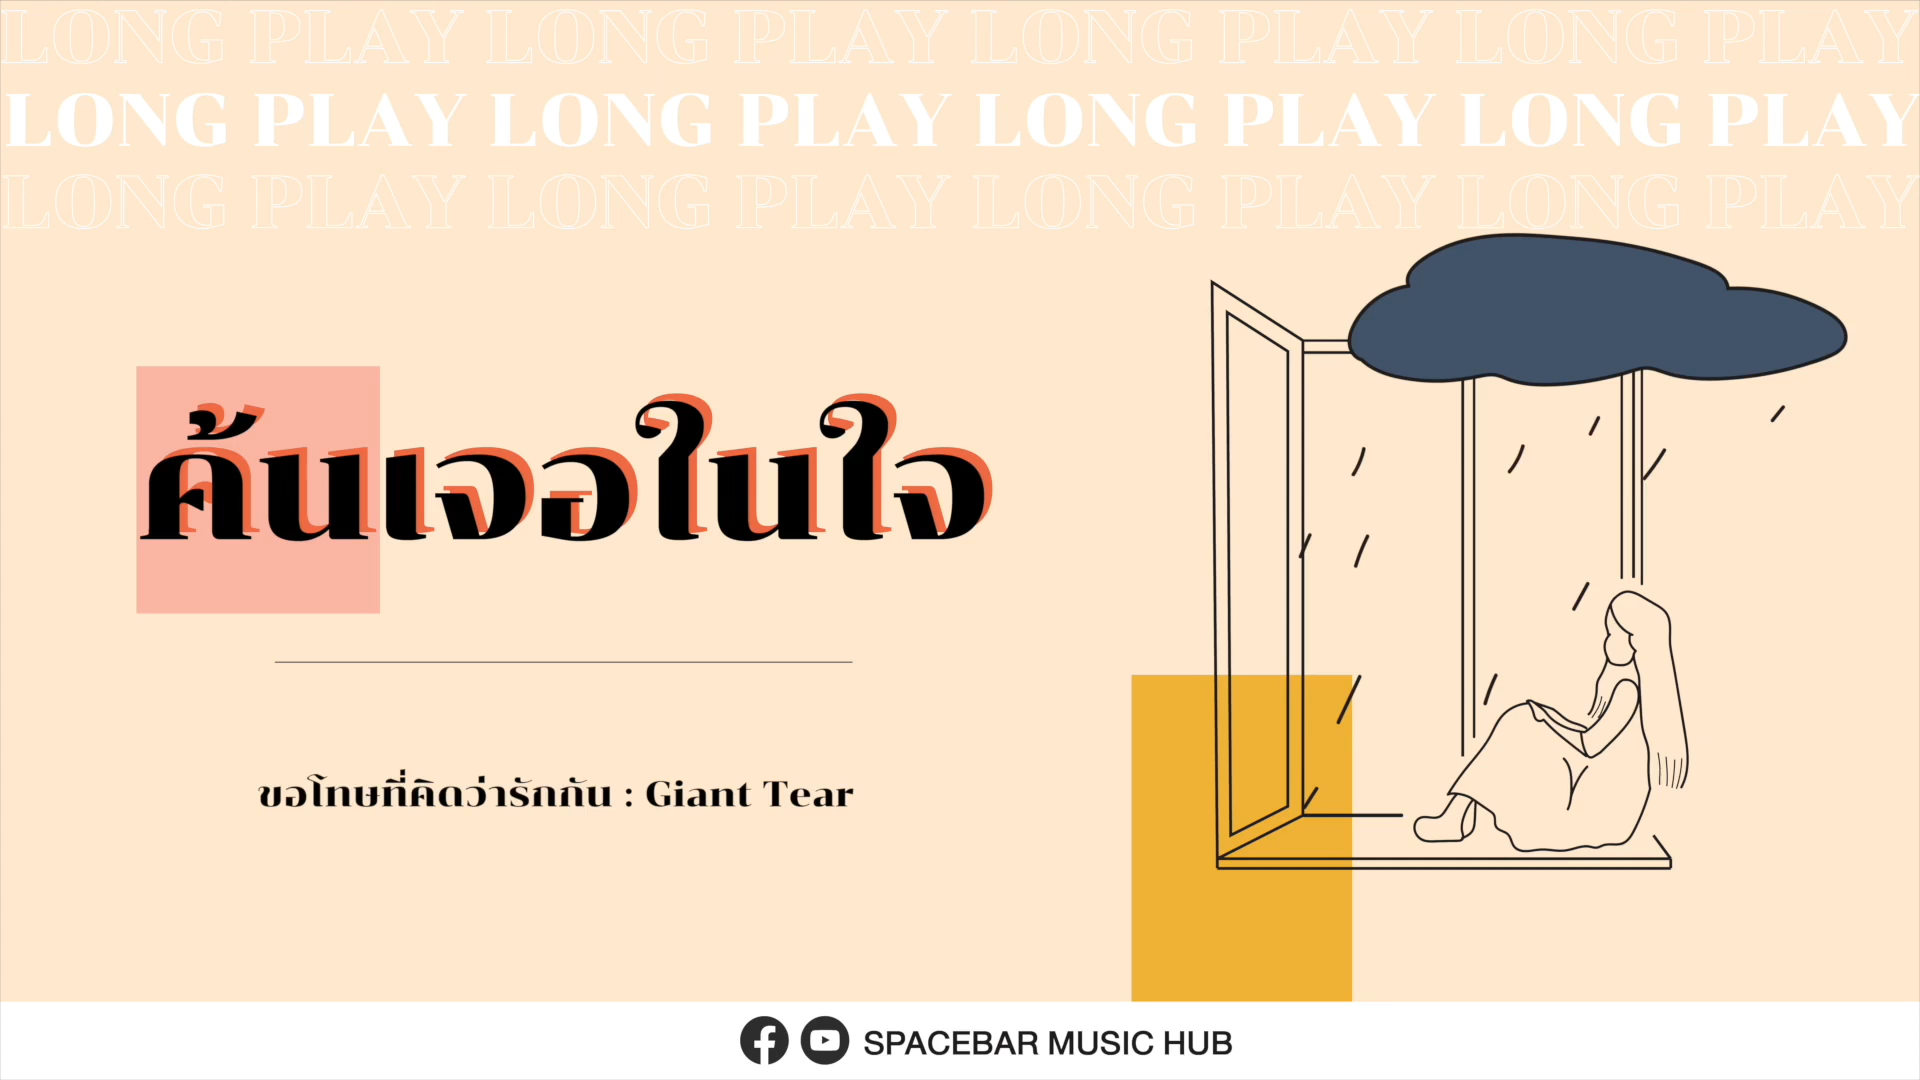 LONG PLAY LONG PLAY LONG PLAY LONG PLAY
LONG PLAY LONG PLAY LONG PLAY LONG PLAY
LONG PLAY LONG PLAY LONG PLAY LONG PLAY
ค้นเจอในใจ
ขอโทษที่คิดว่ารักกัน : Giant Tear
SPACEBAR MUSIC HUB